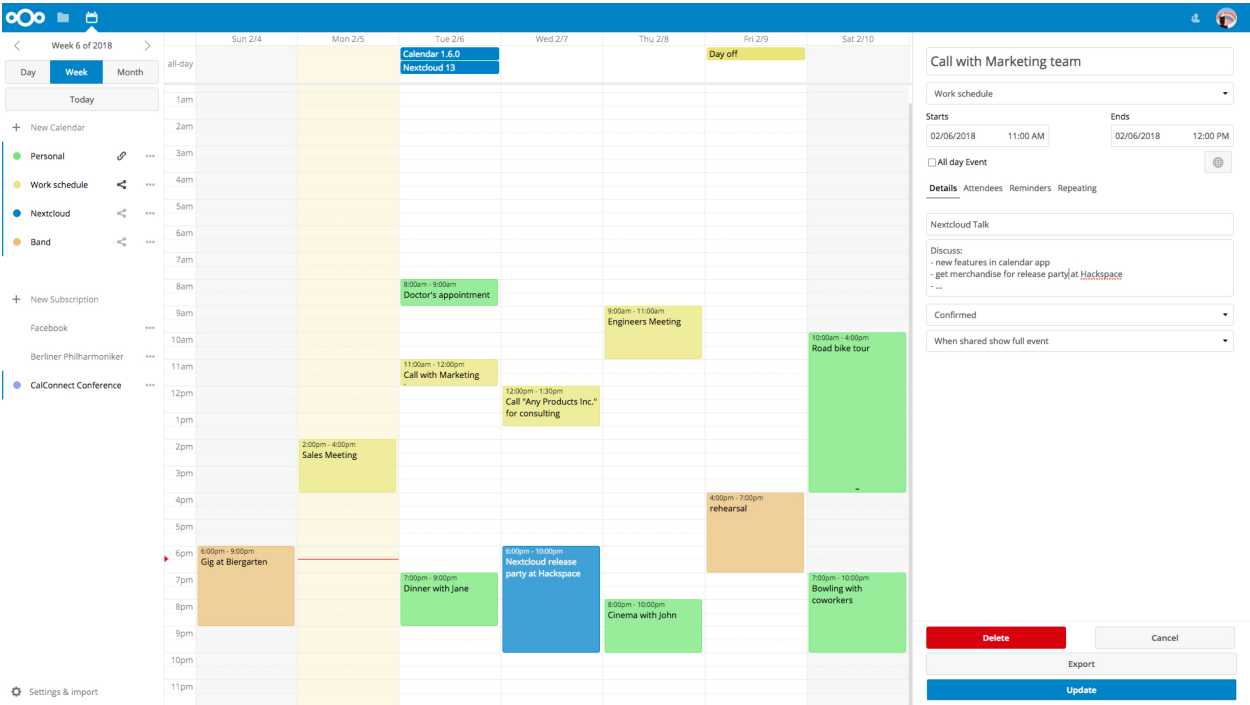 Week 6 of 2018
Day Week Month
Today
New Calendar
Personal
Work schedule
Nextcloud
Band
New Subscription
Facebook
Berliner Philharmoniker
CalConnect Conference
Settings & import
Sun 2/4 Mon 2/5 Tue 2/6 Wed 2/7 Thu 2/8 Fri 2/9 Sat 2/10
all-day
Calendar 1.6.0
Nextcloud 13
Day off
1am
2am
3am
4am
5am
6am
7am
8am
9am
10am
11am
12pm
1pm
2pm
3pm
4pm
5pm
6pm
7pm
8pm
9pm
10pm
11pm
6:00pm - 9:00pm
Gig at Biergarten
2:00pm - 4:00pm
Sales Meeting
8:00am - 9:00am
Doctor's appointment
11:00am - 12:00pm
Call with Marketing
7:00pm - 9:00pm
Dinner with Jane
12:00pm - 1:30pm
Call "Any Products Inc."
for consulting
6:00pm - 10:00pm
Nextcloud release
party at Hackspace
9:00am - 11:00am
Engineers Meeting
8:00pm - 10:00pm
Cinema with John
4:00pm - 7:00pm
rehearsal
10:00am - 4:00pm
Road bike tour
7:00pm - 10:00pm
Bowling with
coworkers
Call with Marketing team
Work schedule
Starts Ends
02/06/2018 11:00 AM 02/06/2018 12:00 PM
All day Event
Details Attendees Reminders Repeating
Nextcloud Talk
Discuss:
- new features in calendar app
- get merchandise for release party at Hackspace
- ...
Confirmed
When shared show full event
Delete Cancel
Export
Update